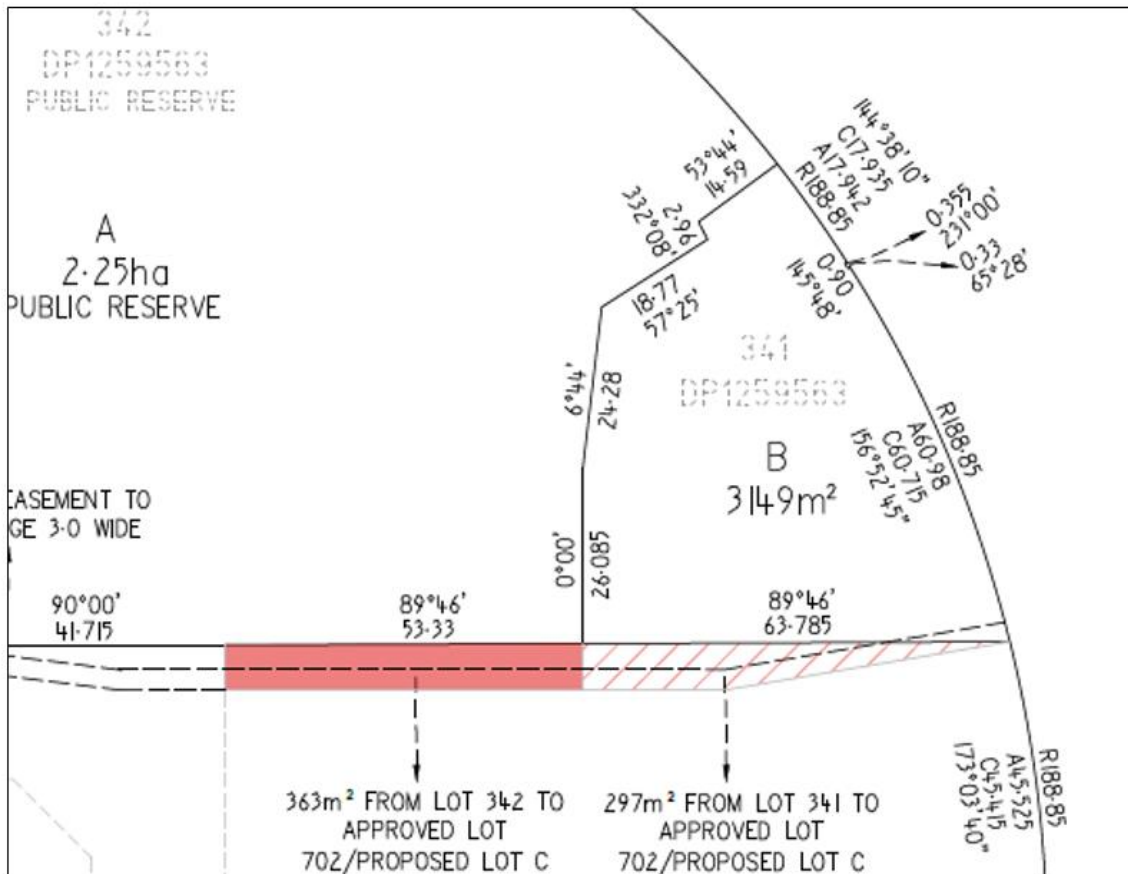 342
DP1259563
PUBLIC RESERVE
A
2·25ha
PUBLIC RESERVE
53°44'
14·59
2·96
332°08'
18·77
57°25'
144°38'10"
C17·935
A17·942
R188·85
0·355
231°00'
0·33
65°28'
0·90
145°48'
341
DP1259563
6°44'
24·28
B
3149m²
R188·85
A60·98
C60·715
156°52'45"
EASEMENT TO
GE 3·0 WIDE
0°00'
26·085
90°00'
41·715
89°46'
53·33
89°46'
63·785
363m² FROM LOT 342 TO
APPROVED LOT
702/PROPOSED LOT C
297m² FROM LOT 341 TO
APPROVED LOT
702/PROPOSED LOT C
R188·85
A45·525
C45·415
173°03'40"